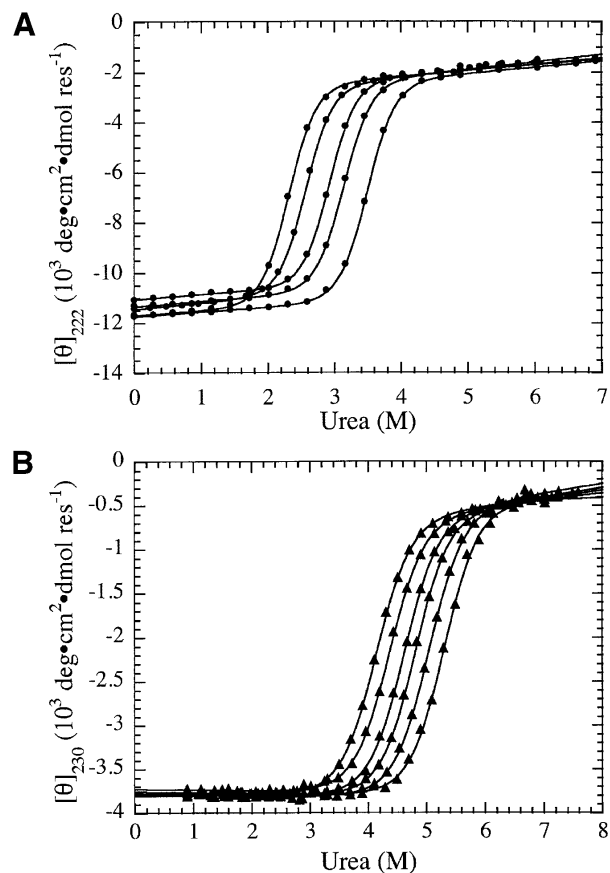 A
0
-2
-4
-6
-8
-10
-12
-14
[θ]222 (10³ deg•cm²•dmol res⁻¹)
0 1 2 3 4 5 6 7
Urea (M)
B
0
-0.5
-1
-1.5
-2
-2.5
-3
-3.5
-4
[θ]230 (10³ deg•cm²•dmol res⁻¹)
0 1 2 3 4 5 6 7 8
Urea (M)